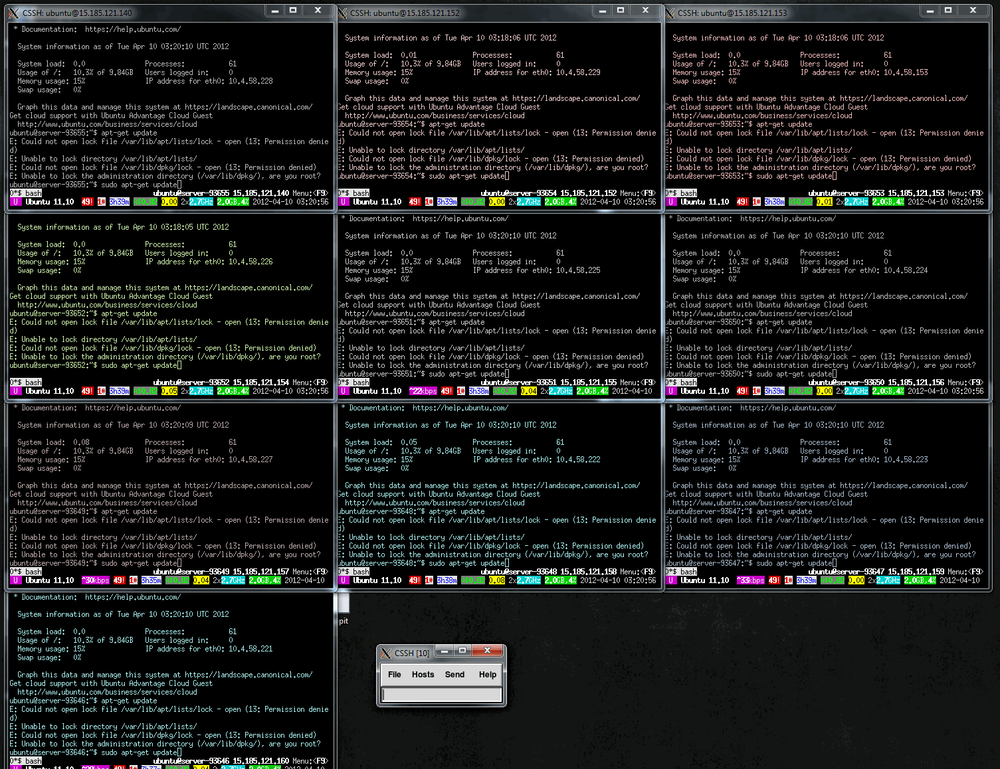 CSSH: ubuntu@15.185.121.140
* Documentation:  https://help.ubuntu.com/
System information as of Tue Apr 10 03:20:10 UTC 2012
System load:  0.0 Processes: 61
Usage of /:   10.3% of 9.84GB Users logged in: 0
Memory usage: 15% IP address for eth0: 10.4.58.228
Swap usage:   0%
Graph this data and manage this system at https://landscape.canonical.com/
Get cloud support with Ubuntu Advantage Cloud Guest
http://www.ubuntu.com/business/services/cloud
ubuntu@server-93655:~$ apt-get update
E: Could not open lock file /var/lib/apt/lists/lock - open (13: Permission denie
d)
E: Unable to lock directory /var/lib/apt/lists/
E: Could not open lock file /var/lib/dpkg/lock - open (13: Permission denied)
E: Unable to lock the administration directory (/var/lib/dpkg/), are you root?
ubuntu@server-93655:~$ sudo apt-get update
0*$ bash ubuntu@server-93655 15.185.121.140 Menu:<F9>
U Ubuntu 11.10 49! 1# 3h39m 0.00 2x2.7GHz 2.0GB,4% 2012-04-10 03:20:56
CSSH: ubuntu@15.185.121.152
System information as of Tue Apr 10 03:18:06 UTC 2012
System load:  0.01 Processes: 61
Usage of /:   10.3% of 9.84GB Users logged in: 0
Memory usage: 15% IP address for eth0: 10.4.58.229
Swap usage:   0%
Graph this data and manage this system at https://landscape.canonical.com/
Get cloud support with Ubuntu Advantage Cloud Guest
http://www.ubuntu.com/business/services/cloud
ubuntu@server-93654:~$ apt-get update
E: Could not open lock file /var/lib/apt/lists/lock - open (13: Permission denie
d)
E: Unable to lock directory /var/lib/apt/lists/
E: Could not open lock file /var/lib/dpkg/lock - open (13: Permission denied)
E: Unable to lock the administration directory (/var/lib/dpkg/), are you root?
ubuntu@server-93654:~$ sudo apt-get update
0*$ bash ubuntu@server-93654 15.185.121.152 Menu:<F9>
U Ubuntu 11.10 49! 1# 3h39m 0.00 2x2.7GHz 2.0GB,4% 2012-04-10 03:20:56
CSSH: ubuntu@15.185.121.153
System information as of Tue Apr 10 03:18:06 UTC 2012
System load:  0.0 Processes: 61
Usage of /:   10.3% of 9.84GB Users logged in: 0
Memory usage: 15% IP address for eth0: 10.4.58.153
Swap usage:   0%
Graph this data and manage this system at https://landscape.canonical.com/
Get cloud support with Ubuntu Advantage Cloud Guest
http://www.ubuntu.com/business/services/cloud
ubuntu@server-93653:~$ apt-get update
E: Could not open lock file /var/lib/apt/lists/lock - open (13: Permission denie
d)
E: Unable to lock directory /var/lib/apt/lists/
E: Could not open lock file /var/lib/dpkg/lock - open (13: Permission denied)
E: Unable to lock the administration directory (/var/lib/dpkg/), are you root?
ubuntu@server-93653:~$ sudo apt-get update
0*$ bash ubuntu@server-93653 15.185.121.153 Menu:<F9>
U Ubuntu 11.10 49! 1# 3h38m 0.01 2x2.7GHz 2.0GB,4% 2012-04-10 03:20:56
System information as of Tue Apr 10 03:18:05 UTC 2012
System load:  0.0 Processes: 61
Usage of /:   10.3% of 9.84GB Users logged in: 0
Memory usage: 15% IP address for eth0: 10.4.58.226
Swap usage:   0%
Graph this data and manage this system at https://landscape.canonical.com/
Get cloud support with Ubuntu Advantage Cloud Guest
http://www.ubuntu.com/business/services/cloud
ubuntu@server-93652:~$ apt-get update
E: Could not open lock file /var/lib/apt/lists/lock - open (13: Permission denie
d)
E: Unable to lock directory /var/lib/apt/lists/
E: Could not open lock file /var/lib/dpkg/lock - open (13: Permission denied)
E: Unable to lock the administration directory (/var/lib/dpkg/), are you root?
ubuntu@server-93652:~$ sudo apt-get update
0*$ bash ubuntu@server-93652 15.185.121.154 Menu:<F9>
U Ubuntu 11.10 49! 1# 3h39m 0.05 2x2.7GHz 2.0GB,4% 2012-04-10 03:20:56
* Documentation:  https://help.ubuntu.com/
System information as of Tue Apr 10 03:20:10 UTC 2012
System load:  0.0 Processes: 61
Usage of /:   10.3% of 9.84GB Users logged in: 0
Memory usage: 15% IP address for eth0: 10.4.58.225
Swap usage:   0%
Graph this data and manage this system at https://landscape.canonical.com/
Get cloud support with Ubuntu Advantage Cloud Guest
http://www.ubuntu.com/business/services/cloud
ubuntu@server-93651:~$ apt-get update
E: Could not open lock file /var/lib/apt/lists/lock - open (13: Permission denie
d)
E: Unable to lock directory /var/lib/apt/lists/
E: Could not open lock file /var/lib/dpkg/lock - open (13: Permission denied)
E: Unable to lock the administration directory (/var/lib/dpkg/), are you root?
ubuntu@server-93651:~$ sudo apt-get update
0*$ bash ubuntu@server-93651 15.185.121.155 Menu:<F9>
U Ubuntu 11.10 ^22kbps 49! 1# 3h38m 0.04 2x2.7GHz 2.0GB,4% 2012-04-10
* Documentation:  https://help.ubuntu.com/
System information as of Tue Apr 10 03:20:10 UTC 2012
System load:  0.0 Processes: 61
Usage of /:   10.3% of 9.84GB Users logged in: 0
Memory usage: 15% IP address for eth0: 10.4.58.224
Swap usage:   0%
Graph this data and manage this system at https://landscape.canonical.com/
Get cloud support with Ubuntu Advantage Cloud Guest
http://www.ubuntu.com/business/services/cloud
ubuntu@server-93650:~$ apt-get update
E: Could not open lock file /var/lib/apt/lists/lock - open (13: Permission denie
d)
E: Unable to lock directory /var/lib/apt/lists/
E: Could not open lock file /var/lib/dpkg/lock - open (13: Permission denied)
E: Unable to lock the administration directory (/var/lib/dpkg/), are you root?
ubuntu@server-93650:~$ sudo apt-get update
0*$ bash ubuntu@server-93650 15.185.121.156 Menu:<F9>
U Ubuntu 11.10 49! 1# 3h39m 0.00 2x2.7GHz 2.0GB,4% 2012-04-10 03:20:56
* Documentation:  https://help.ubuntu.com/
System information as of Tue Apr 10 03:20:09 UTC 2012
System load:  0.08 Processes: 61
Usage of /:   10.3% of 9.84GB Users logged in: 0
Memory usage: 15% IP address for eth0: 10.4.58.227
Swap usage:   0%
Graph this data and manage this system at https://landscape.canonical.com/
Get cloud support with Ubuntu Advantage Cloud Guest
http://www.ubuntu.com/business/services/cloud
ubuntu@server-93649:~$ apt-get update
E: Could not open lock file /var/lib/apt/lists/lock - open (13: Permission denie
d)
E: Unable to lock directory /var/lib/apt/lists/
E: Could not open lock file /var/lib/dpkg/lock - open (13: Permission denied)
E: Unable to lock the administration directory (/var/lib/dpkg/), are you root?
ubuntu@server-93649:~$ sudo apt-get update
0*$ bash ubuntu@server-93649 15.185.121.157 Menu:<F9>
U Ubuntu 11.10 ^30kbps 49! 1# 3h35m 0.04 2x2.7GHz 2.0GB,4% 2012-04-10
* Documentation:  https://help.ubuntu.com/
System information as of Tue Apr 10 03:20:10 UTC 2012
System load:  0.05 Processes: 61
Usage of /:   10.3% of 9.84GB Users logged in: 0
Memory usage: 15% IP address for eth0: 10.4.58.222
Swap usage:   0%
Graph this data and manage this system at https://landscape.canonical.com/
Get cloud support with Ubuntu Advantage Cloud Guest
http://www.ubuntu.com/business/services/cloud
ubuntu@server-93648:~$ apt-get update
E: Could not open lock file /var/lib/apt/lists/lock - open (13: Permission denie
d)
E: Unable to lock directory /var/lib/apt/lists/
E: Could not open lock file /var/lib/dpkg/lock - open (13: Permission denied)
E: Unable to lock the administration directory (/var/lib/dpkg/), are you root?
ubuntu@server-93648:~$ sudo apt-get update
0*$ bash ubuntu@server-93648 15.185.121.158 Menu:<F9>
U Ubuntu 11.10 49! 1# 3h38m 0.08 2x2.7GHz 2.0GB,4% 2012-04-10 03:20:56
* Documentation:  https://help.ubuntu.com/
System information as of Tue Apr 10 03:20:10 UTC 2012
System load:  0.0 Processes: 61
Usage of /:   10.3% of 9.84GB Users logged in: 0
Memory usage: 15% IP address for eth0: 10.4.58.223
Swap usage:   0%
Graph this data and manage this system at https://landscape.canonical.com/
Get cloud support with Ubuntu Advantage Cloud Guest
http://www.ubuntu.com/business/services/cloud
ubuntu@server-93647:~$ apt-get update
E: Could not open lock file /var/lib/apt/lists/lock - open (13: Permission denie
d)
E: Unable to lock directory /var/lib/apt/lists/
E: Could not open lock file /var/lib/dpkg/lock - open (13: Permission denied)
E: Unable to lock the administration directory (/var/lib/dpkg/), are you root?
ubuntu@server-93647:~$ sudo apt-get update
0*$ bash ubuntu@server-93647 15.185.121.159 Menu:<F9>
U Ubuntu 11.10 ^33kbps 49! 1# 3h39m 0.00 2x2.7GHz 2.0GB,4% 2012-04-10
* Documentation:  https://help.ubuntu.com/
System information as of Tue Apr 10 03:20:10 UTC 2012
System load:  0.0 Processes: 61
Usage of /:   10.3% of 9.84GB Users logged in: 0
Memory usage: 15% IP address for eth0: 10.4.58.221
Swap usage:   0%
Graph this data and manage this system at https://landscape.canonical.com/
Get cloud support with Ubuntu Advantage Cloud Guest
http://www.ubuntu.com/business/services/cloud
ubuntu@server-93646:~$ apt-get update
E: Could not open lock file /var/lib/apt/lists/lock - open (13: Permission denie
d)
E: Unable to lock directory /var/lib/apt/lists/
E: Could not open lock file /var/lib/dpkg/lock - open (13: Permission denied)
E: Unable to lock the administration directory (/var/lib/dpkg/), are you root?
ubuntu@server-93646:~$ sudo apt-get update
0*$ bash ubuntu@server-93646 15.185.121.160 Menu:<F9>
pit
CSSH [10]
File Hosts Send Help